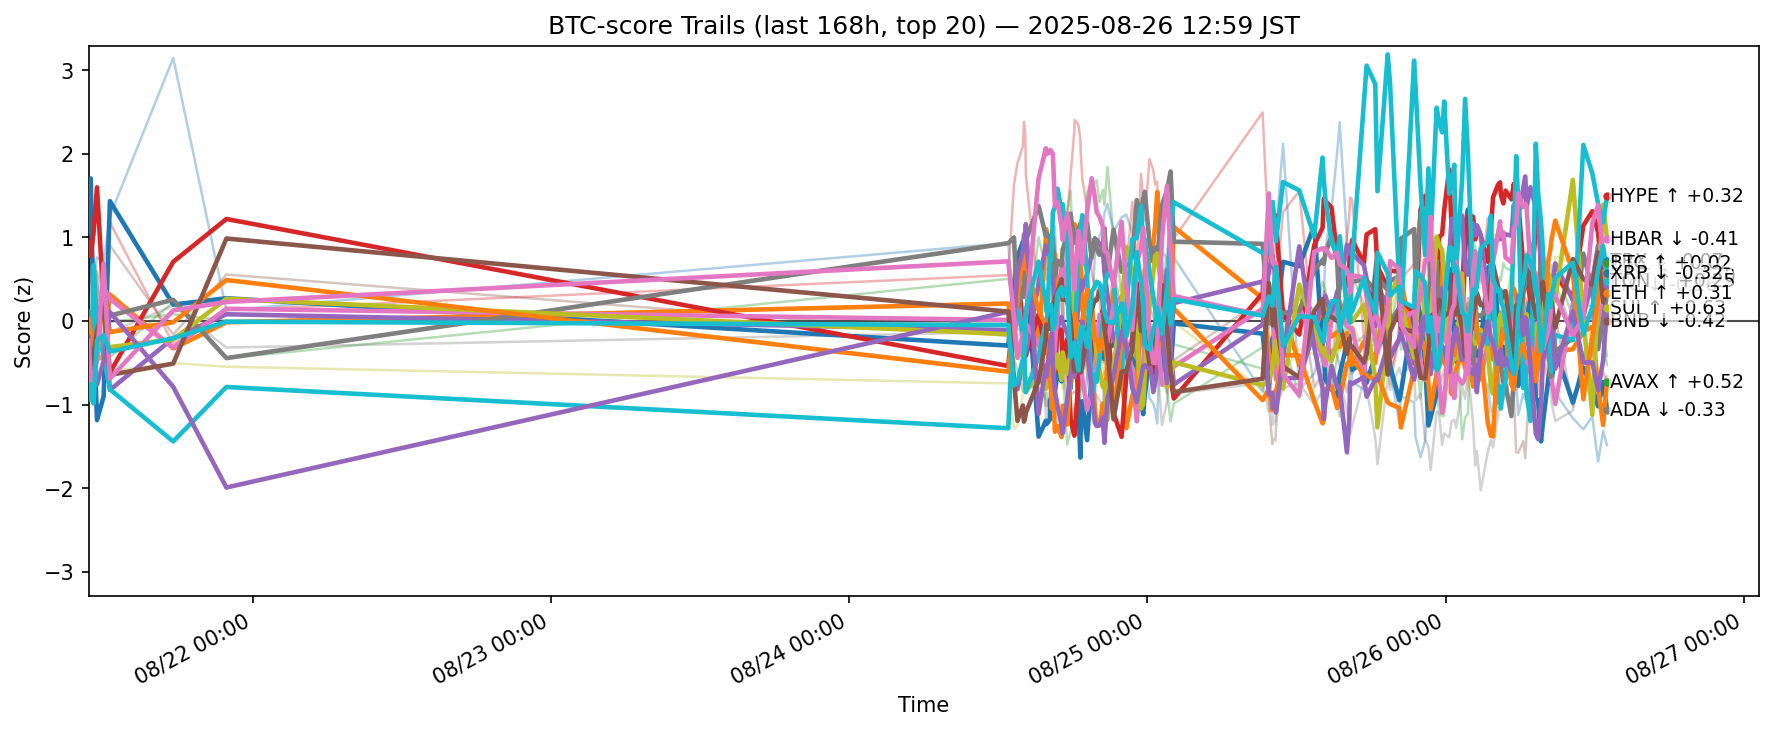 BTC-score Trails (last 168h, top 20) — 2025-08-26 12:59 JST
Score (z)
3
2
1
0
−1
−2
−3
HYPE ↑ +0.32
HBAR ↓ -0.41
XRP ↓ -0.32
ETH ↑ +0.31
SUI ↑ +0.63
BNB ↓ -0.42
AVAX ↑ +0.52
ADA ↓ -0.33
08/22 00:00
08/23 00:00
08/24 00:00
08/25 00:00
08/26 00:00
08/27 00:00
Time